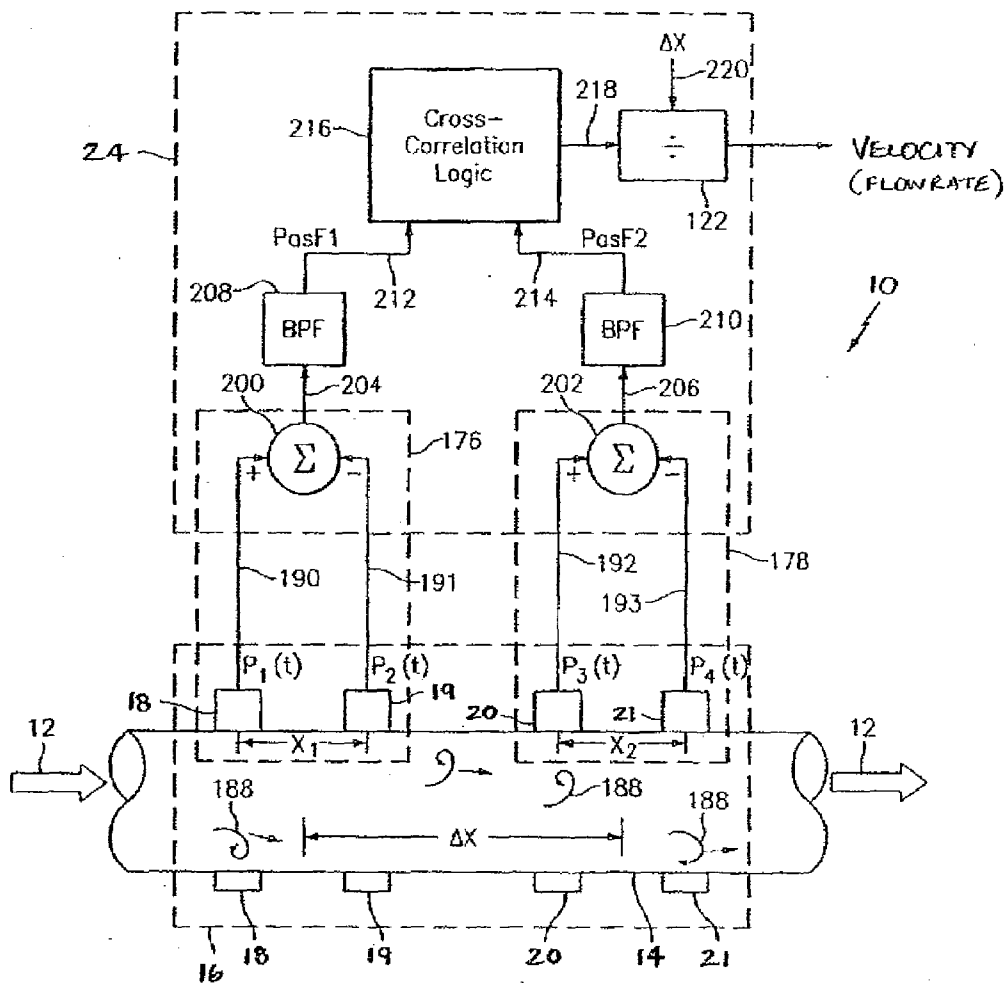 ΔX
220
218
216
Cross-
Correlation
Logic
÷
24
VELOCITY
(FLOWRATE)
122
PasF1
PasF2
208
212
214
10
BPF
BPF
210
200
204
202
206
176
Σ
Σ
+
−
+
−
178
190
191
192
193
P₁(t)
P₂(t)
P₃(t)
P₄(t)
18
19
20
21
X₁
X₂
12
12
188
188
188
ΔX
16
18
19
20
14
21